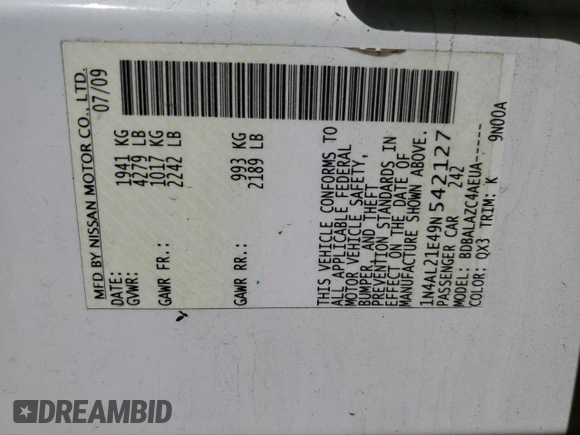 MFD BY NISSAN MOTOR CO., LTD.
DATE: 07/09
GVWR: 1941 KG
4279 LB
GAWR FR.: 1017 KG
2242 LB
GAWR RR.: 993 KG
2189 LB
THIS VEHICLE CONFORMS TO
ALL APPLICABLE FEDERAL
MOTOR VEHICLE SAFETY,
BUMPER, AND THEFT
PREVENTION STANDARDS IN
EFFECT ON THE DATE OF
MANUFACTURE SHOWN ABOVE.
1N4AL21E49N542127
PASSENGER CAR 242
MODEL: BDBALAZC4AEUA-----
COLOR: QX3 TRIM: K 9N00A
DREAMBID